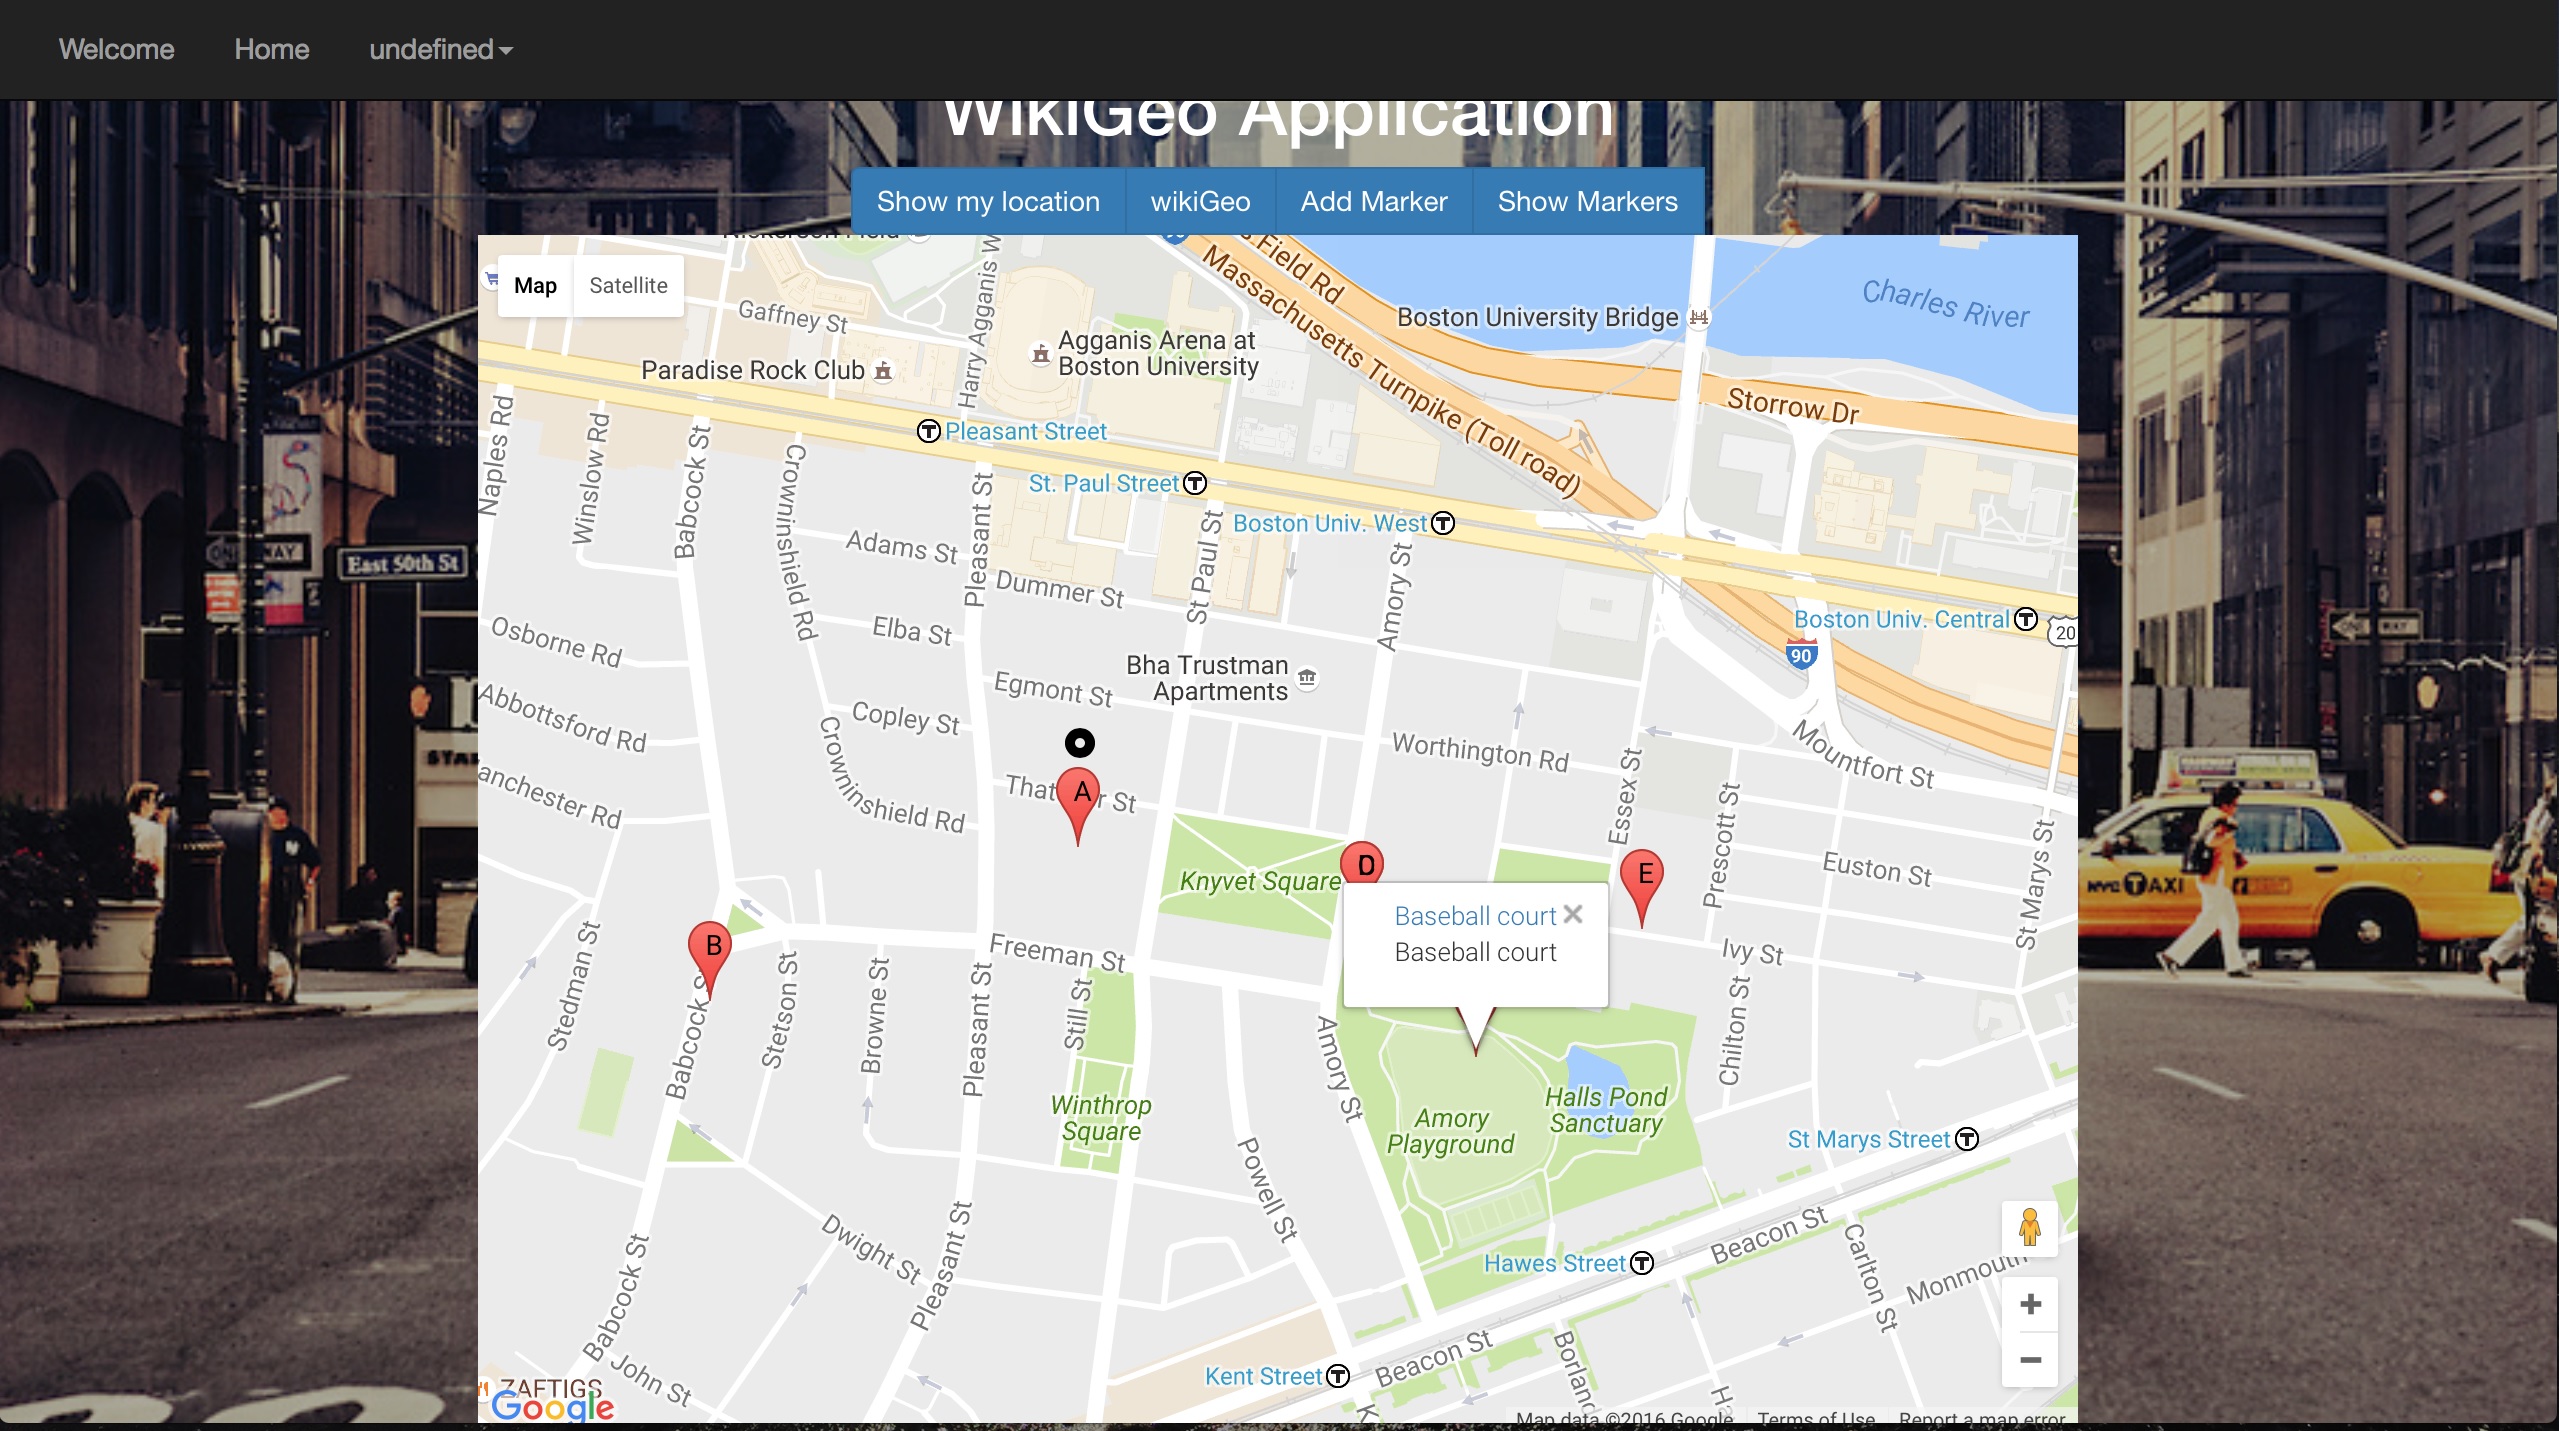 Welcome Home undefined
WikiGeo Application
Show my location wikiGeo Add Marker Show Markers
Map Satellite
Gaffney St
Harry Agganis W
Field Rd
Massachusetts Turnpike (Toll road)
Boston University Bridge
Charles River
Agganis Arena at
Boston University
Paradise Rock Club
Storrow Dr
Naples Rd
Winslow Rd
Babcock St
Crowninshield Rd
Pleasant Street
St. Paul Street
Boston Univ. West
Pleasant St
St Paul St
Amory St
Adams St
Dummer St
East 50th St
ONE WAY
Boston Univ. Central
20
90
Elba St
Osborne Rd
Bha Trustman
Apartments
Egmont St
Abbottsford Rd
Copley St
Worthington Rd
Mountfort St
Essex St
Prescott St
Crowninshield Rd
anchester Rd
That r St
A
Knyvet Square
D
E
Euston St
St Marys St
NYC TAXI
B
Baseball court
Baseball court
Freeman St
Ivy St
Stedman St
Babcock St
Stetson St
Browne St
Pleasant St
Still St
Amory St
Chilton St
Winthrop
Square
Amory
Playground
Halls Pond
Sanctuary
St Marys Street
Powell St
Dwight St
Pleasant St
Babcock St
Hawes Street
Beacon St
Carlton St
Monmouth
John St
Kent Street
Beacon St
Borland
Ha
K
ZAFTIGS
Google
Map data ©2016 Google Terms of Use Report a map error